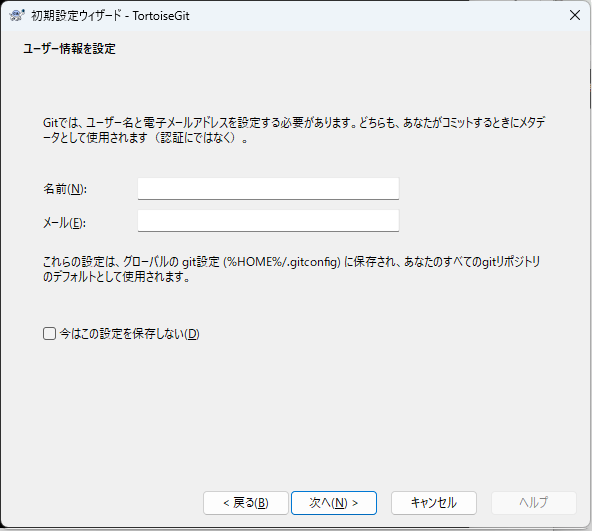 初期設定ウィザード - TortoiseGit
ユーザー情報を設定
Gitでは、ユーザー名と電子メールアドレスを設定する必要があります。どちらも、あなたがコミットするときにメタデ
ータとして使用されます（認証にではなく）。
名前(N):
メール(E):
これらの設定は、グローバルの git設定 (%HOME%/.gitconfig) に保存され、あなたのすべてのgitリポジトリ
のデフォルトとして使用されます。
今はこの設定を保存しない(D)
< 戻る(B) 次へ(N) > キャンセル ヘルプ